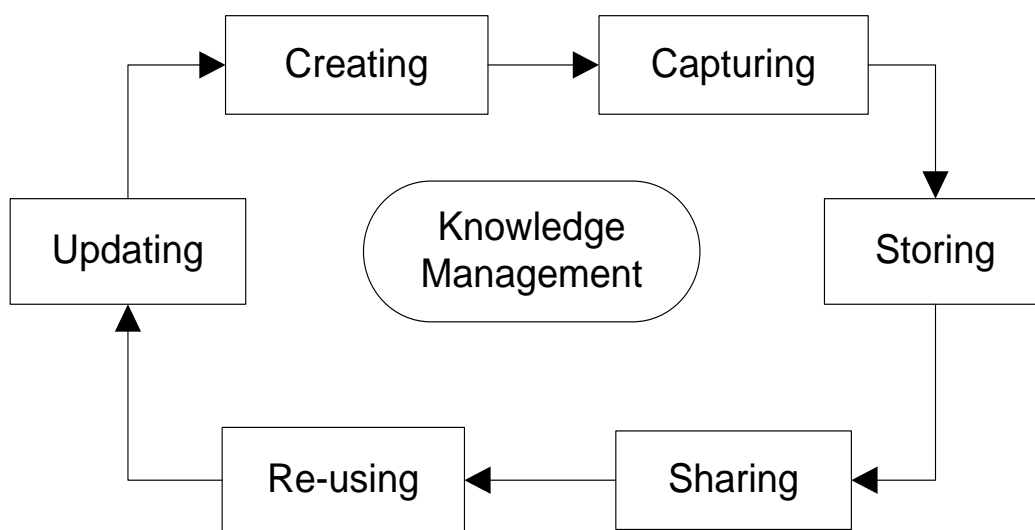 Creating
Capturing
Knowledge
Management
Updating
Storing
Re-using
Sharing